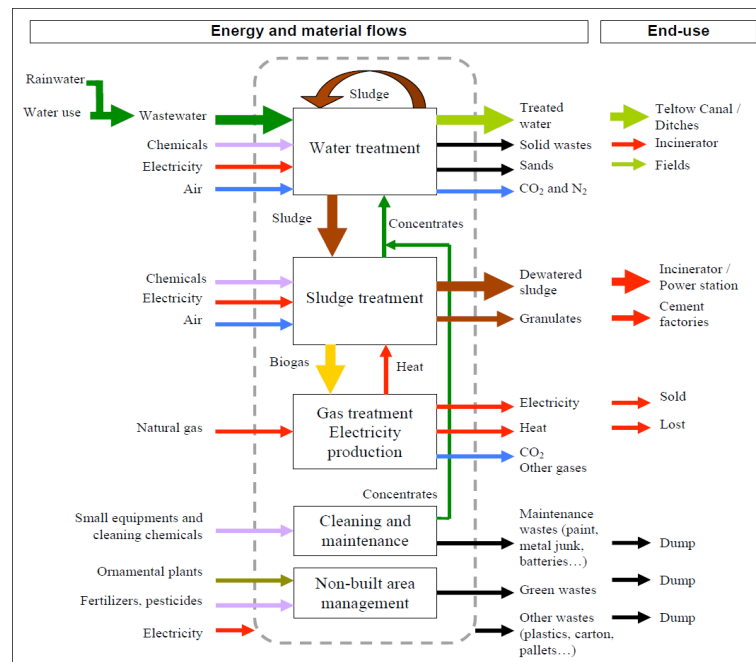 Energy and material flows
End-use
Rainwater
Water use
Wastewater
Sludge
Treated
water
Teltow Canal /
Ditches
Chemicals
Water treatment
Solid wastes
Incinerator
Electricity
Sands
Fields
Air
CO2 and N2
Sludge
Concentrates
Chemicals
Electricity
Air
Sludge treatment
Dewatered
sludge
Incinerator /
Power station
Granulates
Cement
factories
Biogas
Heat
Natural gas
Gas treatment
Electricity
production
Electricity
Sold
Heat
Lost
CO2
Other gases
Concentrates
Small equipments and
cleaning chemicals
Cleaning and
maintenance
Maintenance
wastes (paint,
metal junk,
batteries…)
Dump
Ornamental plants
Fertilizers, pesticides
Non-built area
management
Green wastes
Dump
Electricity
Other wastes
(plastics, carton,
pallets…)
Dump